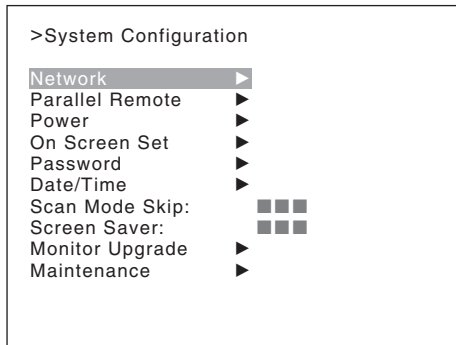 >System Configuration
Network ▶
Parallel Remote ▶
Power ▶
On Screen Set ▶
Password ▶
Date/Time ▶
Scan Mode Skip: ■■■
Screen Saver: ■■■
Monitor Upgrade ▶
Maintenance ▶